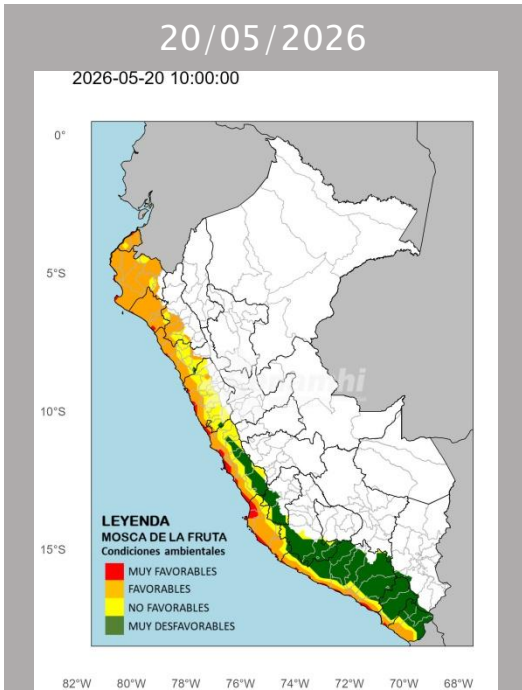 20/05/2026
2026-05-20 10:00:00
0°
5°S
10°S
15°S
LEYENDA
MOSCA DE LA FRUTA
Condiciones ambientales
MUY FAVORABLES
FAVORABLES
NO FAVORABLES
MUY DESFAVORABLES
82°W 80°W 78°W 76°W 74°W 72°W 70°W 68°W